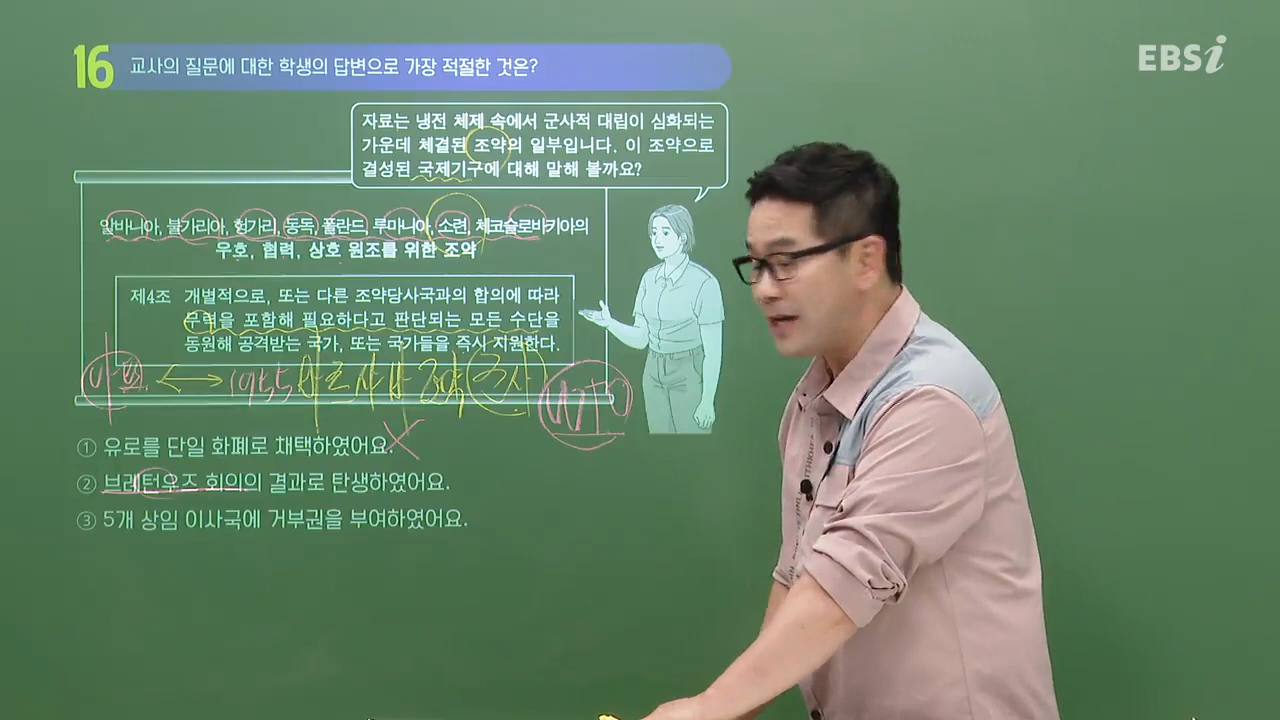 16 교사의 질문에 대한 학생의 답변으로 가장 적절한 것은?
EBSi
자료는 냉전 체제 속에서 군사적 대립이 심화되는
가운데 체결된 조약의 일부입니다. 이 조약으로
결성된 국제기구에 대해 말해 볼까요?
알바니아, 불가리아, 헝가리, 동독, 폴란드, 루마니아, 소련, 체코슬로바키아의
우호, 협력, 상호 원조를 위한 조약
제4조 개별적으로, 또는 다른 조약당사국과의 합의에 따라
무력을 포함해 필요하다고 판단되는 모든 수단을
동원해 공격받는 국가, 또는 국가들을 즉시 지원한다.
1955 바르샤바 조약
① 유로를 단일 화폐로 채택하였어요.
② 브레턴우즈 회의의 결과로 탄생하였어요.
③ 5개 상임 이사국에 거부권을 부여하였어요.